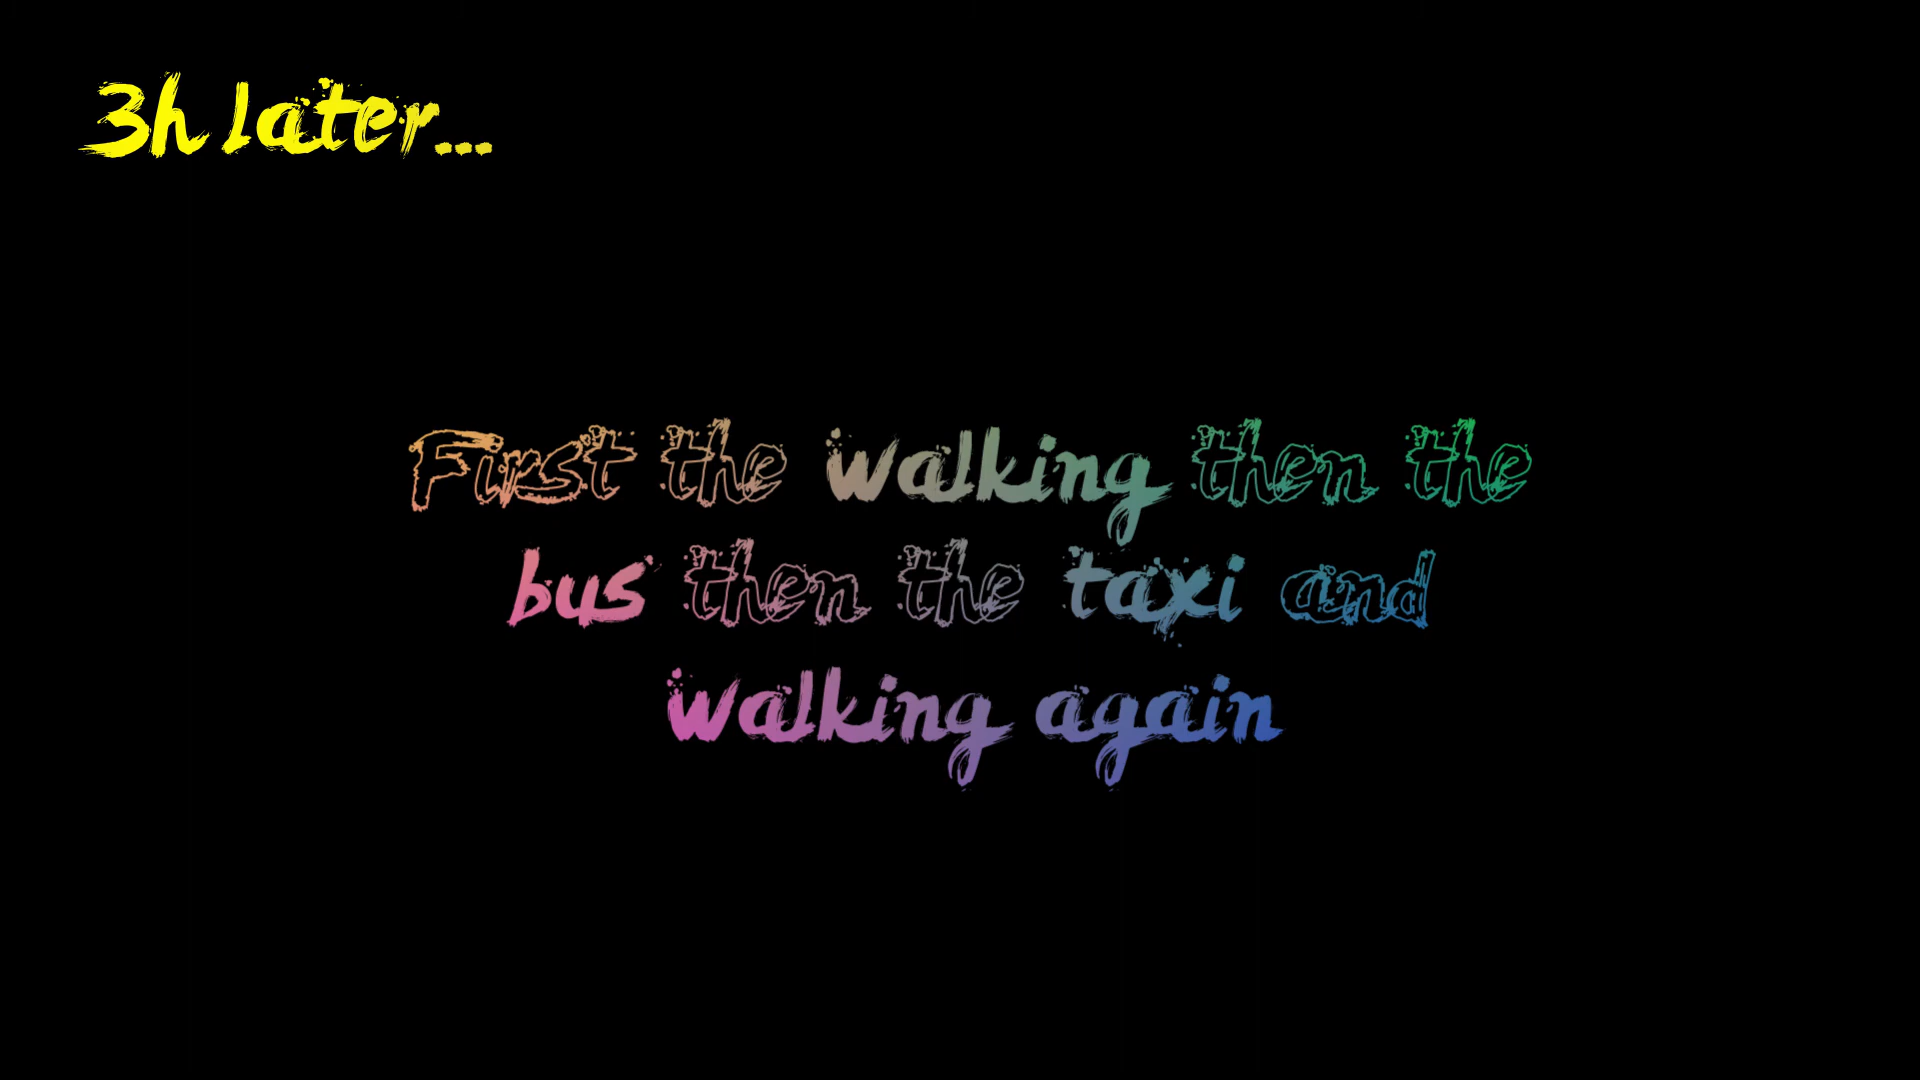 3h later...
First the walking then the
bus then the taxi and
walking again